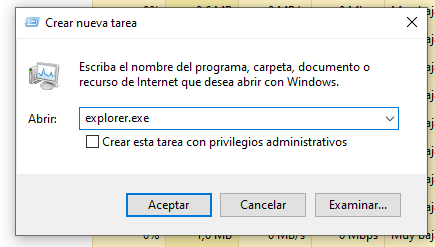 Crear nueva tarea
Escriba el nombre del programa, carpeta, documento o
recurso de Internet que desea abrir con Windows.
Abrir:
explorer.exe
Crear esta tarea con privilegios administrativos
Aceptar
Cancelar
Examinar...
0%
1,0 MB
0 MB/s
0 Mbps
Muy baj